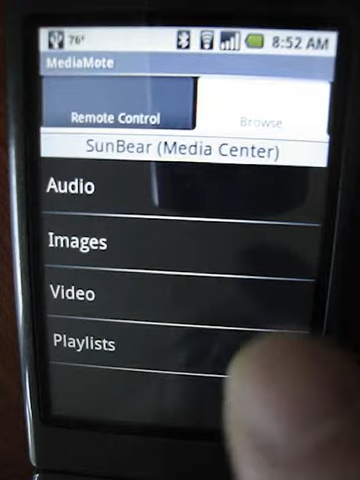 76° 8:52 AM
MediaMote
Remote Control Browse
SunBear (Media Center)
Audio
Images
Video
Playlists